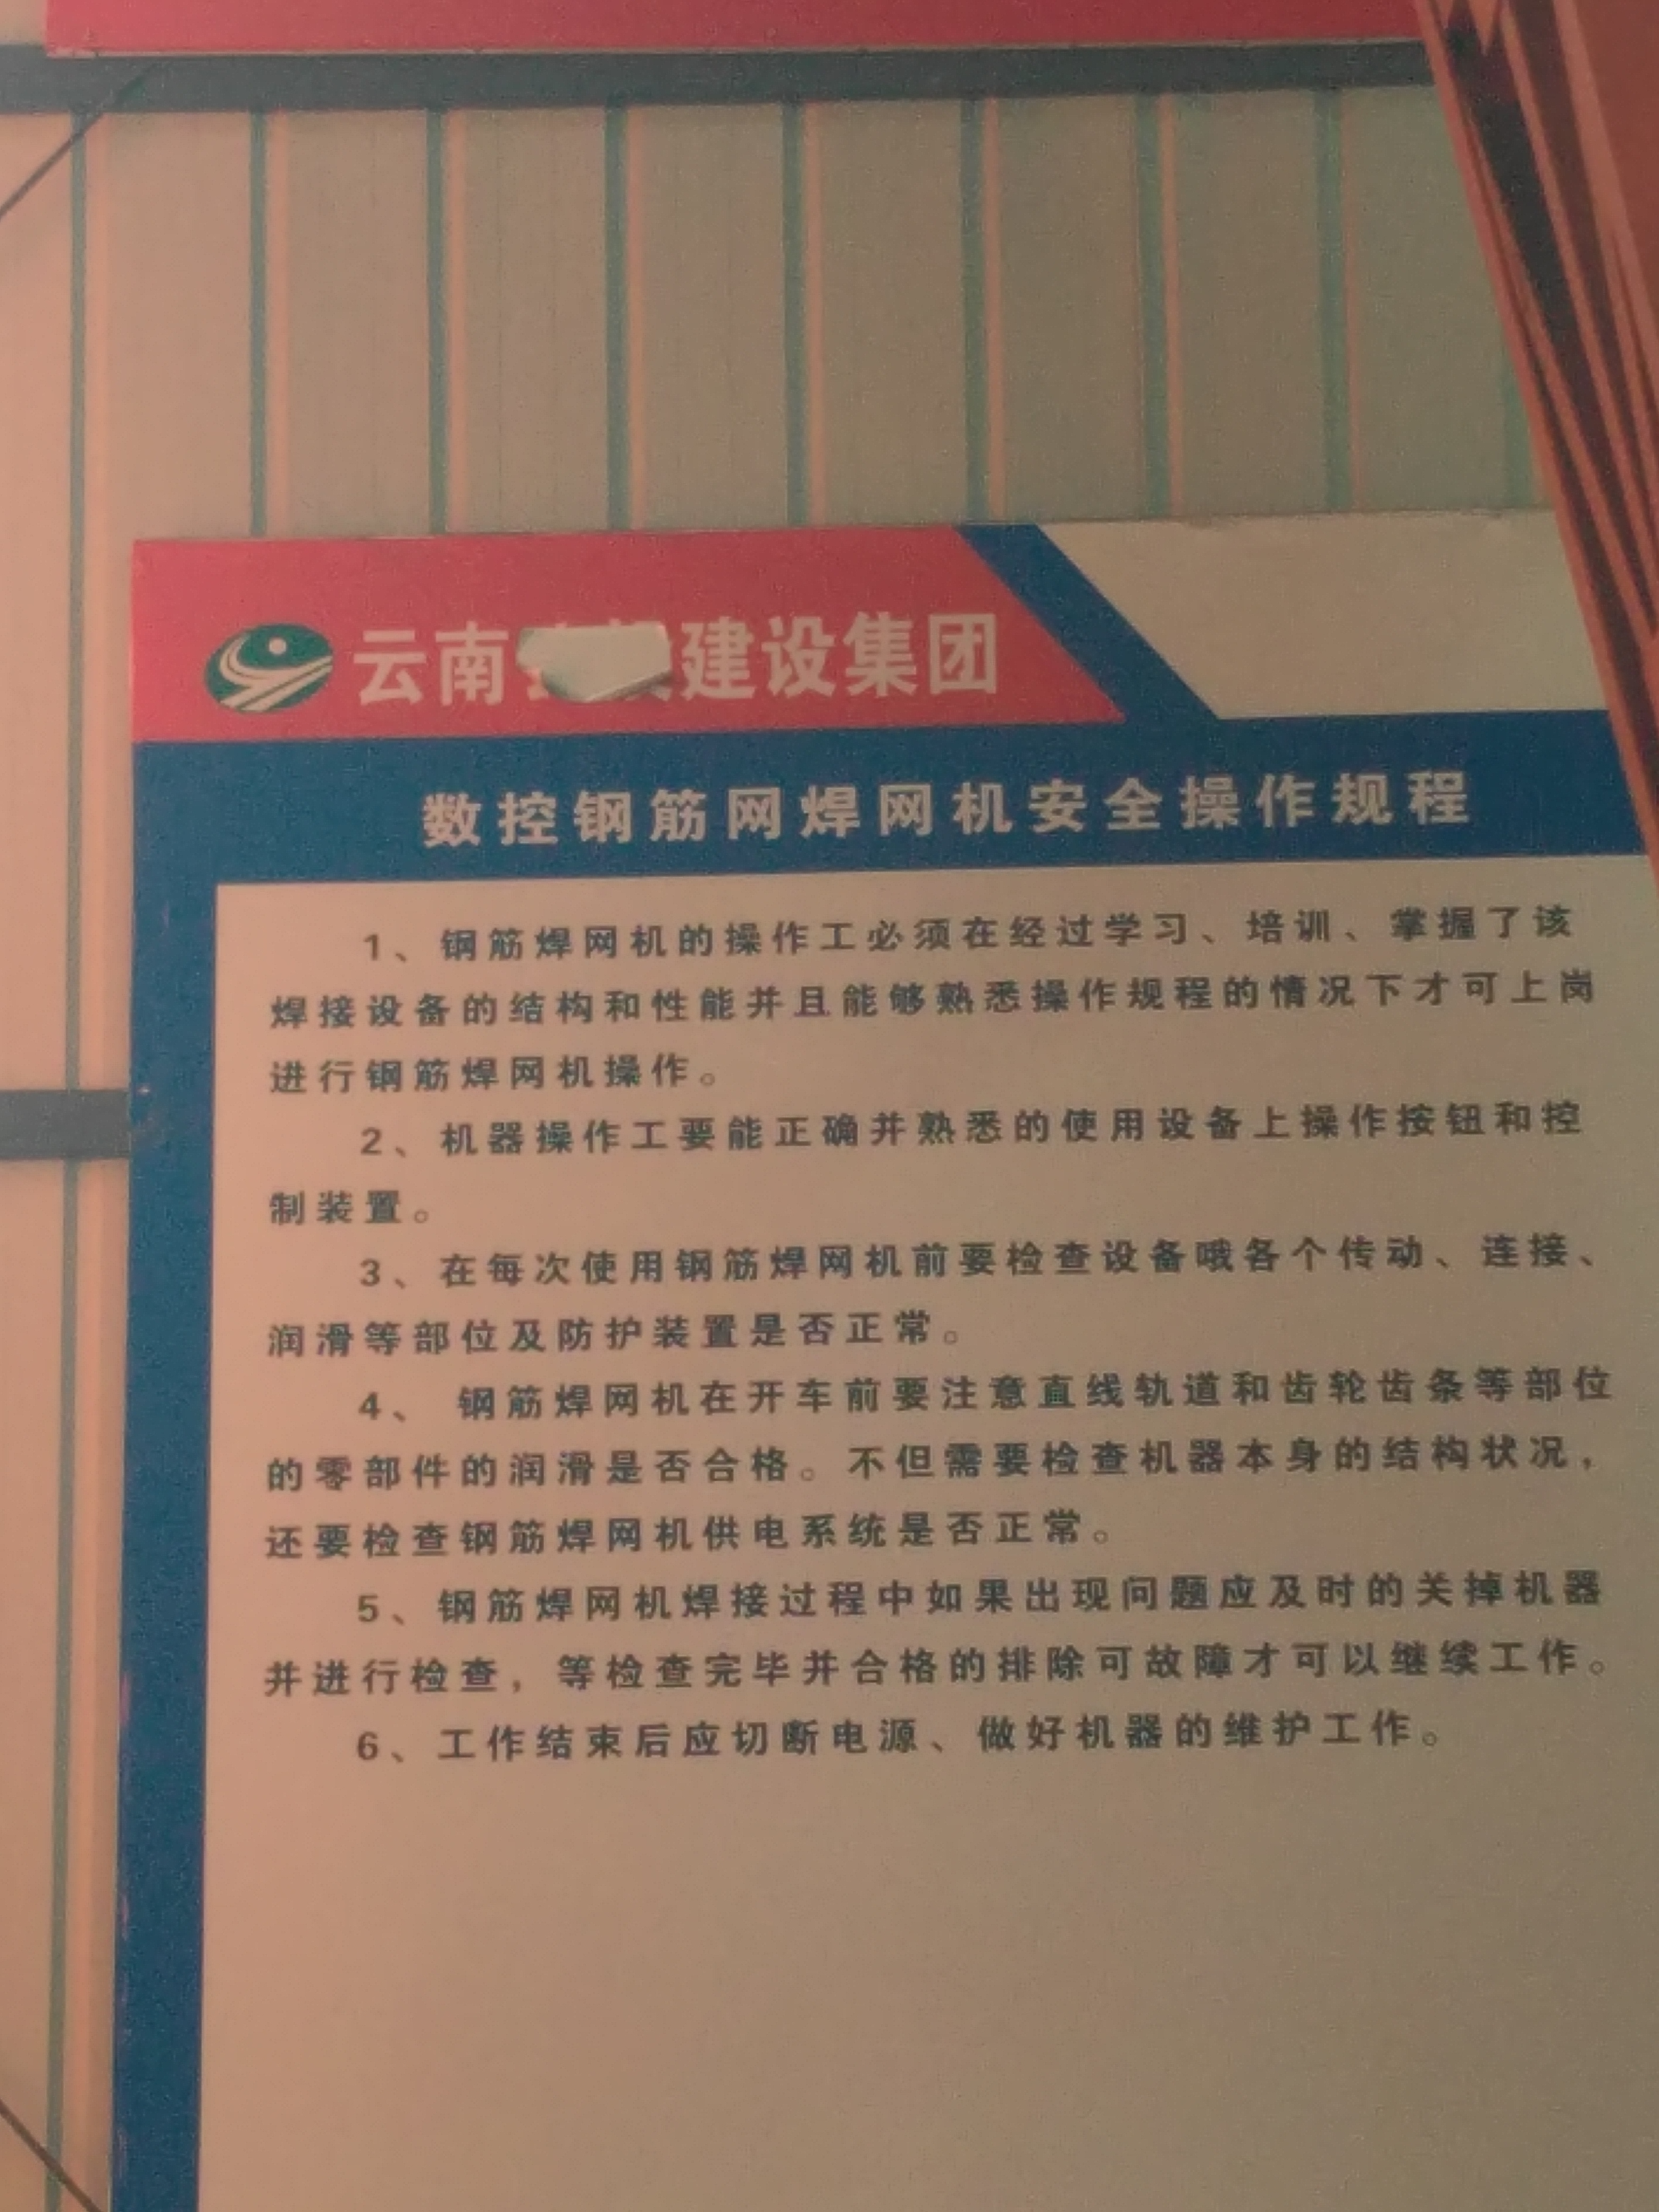 云南 建设集团
数控钢筋网焊网机安全操作规程
1、钢筋焊网机的操作工必须在经过学习、培训、掌握了该
焊接设备的结构和性能并且能够熟悉操作规程的情况下才可上岗
进行钢筋焊网机操作。
2、机器操作工要能正确并熟悉的使用设备上操作按钮和控
制装置。
3、在每次使用钢筋焊网机前要检查设备哦各个传动、连接、
润滑等部位及防护装置是否正常。
4、 钢筋焊网机在开车前要注意直线轨道和齿轮齿条等部位
的零部件的润滑是否合格。不但需要检查机器本身的结构状况，
还要检查钢筋焊网机供电系统是否正常。
5、钢筋焊网机焊接过程中如果出现问题应及时的关掉机器
并进行检查，等检查完毕并合格的排除可故障才可以继续工作。
6、工作结束后应切断电源、做好机器的维护工作。